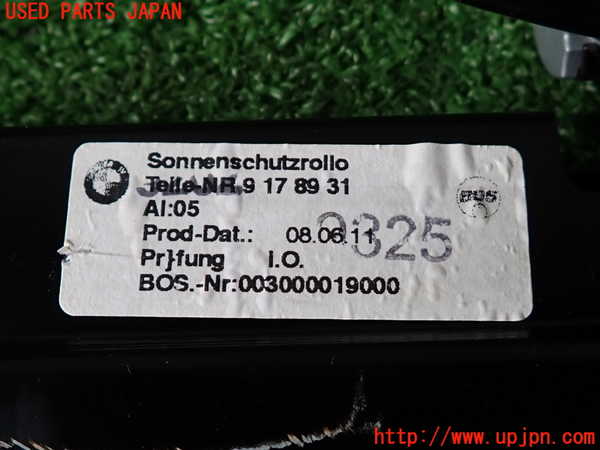 USED PARTS JAPAN
Sonnenschutzrollo
Teile-NR.9 17 89 31
AI:05
Prod-Dat.: 08.06.11
9325
Pr}fung I.O.
BOS.-Nr:003000019000
BOS
http://www.upjpn.com/